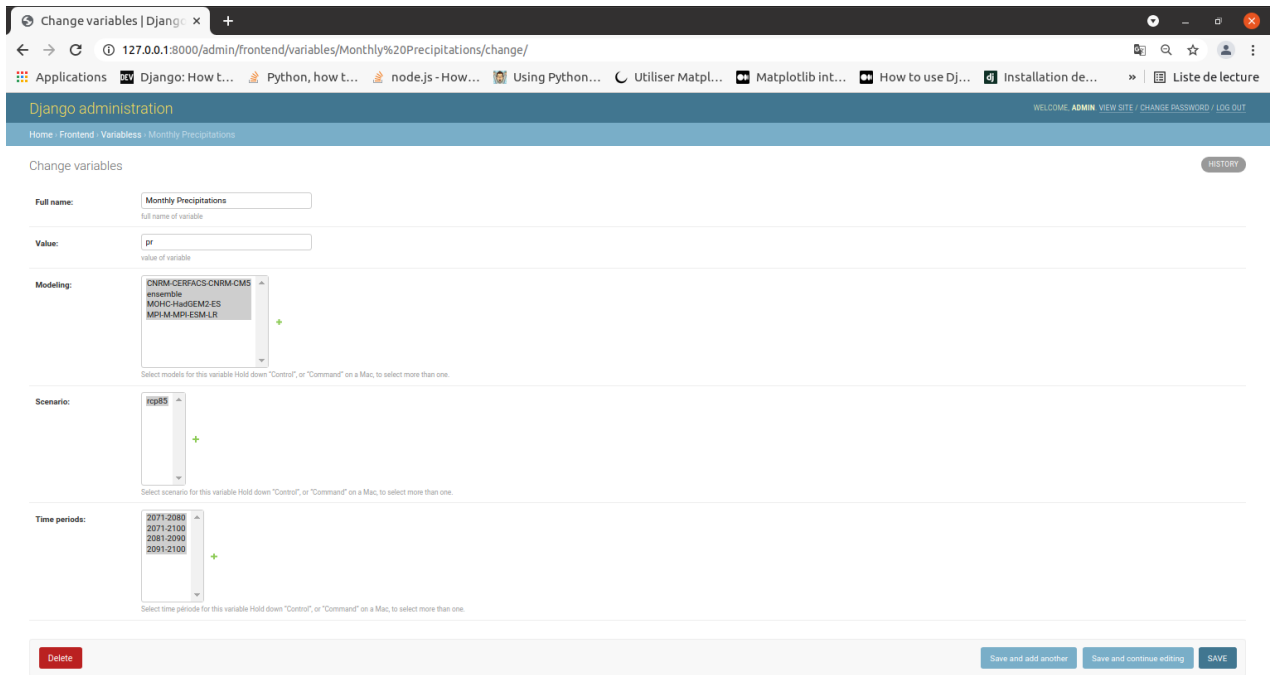 Change variables | Djang
127.0.0.1:8000/admin/frontend/variables/Monthly%20Precipitations/change/
Applications DEV Django: How t... Python, how t... node.js - How... Using Python... Utiliser Matpl... Matplotlib int... How to use Dj... dj Installation de... » Liste de lecture
Django administration WELCOME, ADMIN. VIEW SITE / CHANGE PASSWORD / LOG OUT
Home › Frontend › Variabless › Monthly Precipitations
Change variables HISTORY
Full name: Monthly Precipitations
full name of variable
Value: pr
value of variable
Modeling: CNRM-CERFACS-CNRM-CM5
ensemble
MOHC-HadGEM2-ES
MPI-M-MPI-ESM-LR
Select models for this variable Hold down "Control", or "Command" on a Mac, to select more than one.
Scenario: rcp85
Select scenario for this variable Hold down "Control", or "Command" on a Mac, to select more than one.
Time periods: 2071-2080
2071-2100
2081-2090
2091-2100
Select time période for this variable Hold down "Control", or "Command" on a Mac, to select more than one.
Delete Save and add another Save and continue editing SAVE